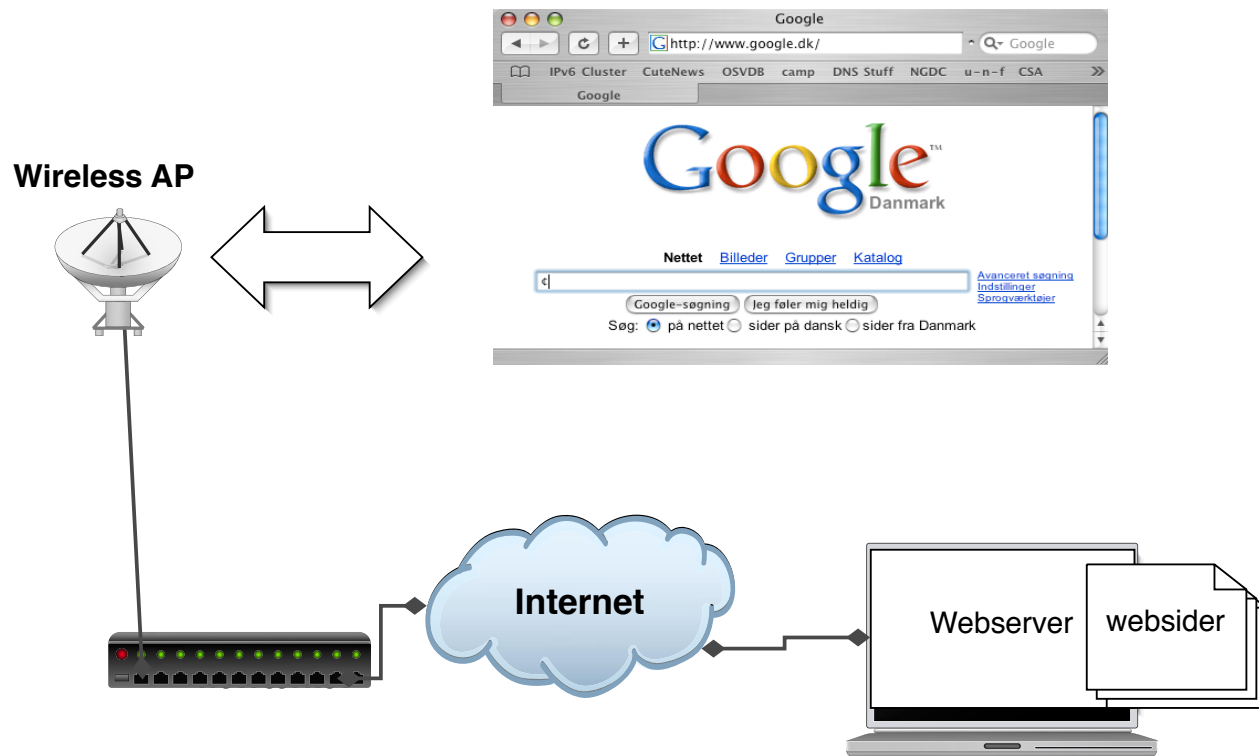 Google
http://www.google.dk/
Google
IPv6 Cluster CuteNews OSVDB camp DNS Stuff NGDC u-n-f CSA
Google
Google™
Danmark
Wireless AP
Nettet Billeder Grupper Katalog
¢
Avanceret søgning
Indstillinger
Sprogværktøjer
Google-søgning Jeg føler mig heldig
Søg: på nettet sider på dansk sider fra Danmark
Internet
Webserver
websider